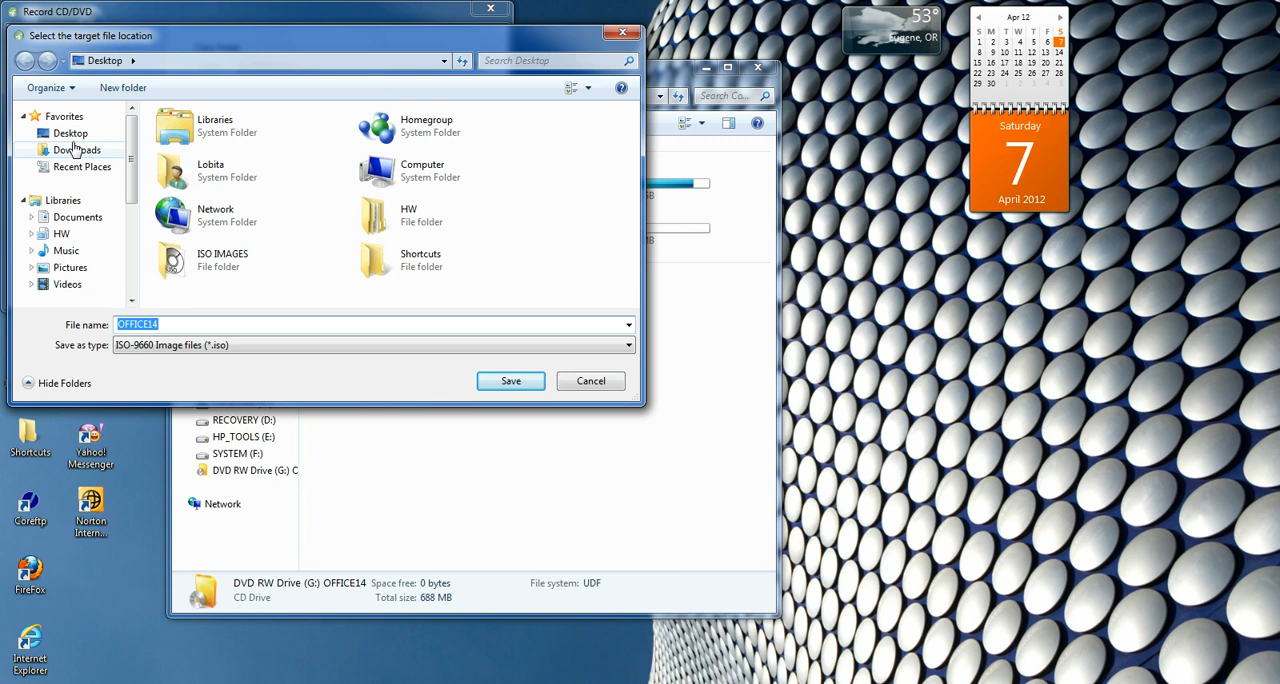 Record CD/DVD
Select the target file location
Desktop
Search Desktop
Organize
New folder
Favorites
Desktop
Downloads
Recent Places
Libraries
Documents
HW
Music
Pictures
Videos
Libraries
System Folder
Homegroup
System Folder
Lobita
System Folder
Computer
System Folder
Network
System Folder
HW
File folder
ISO IMAGES
File folder
Shortcuts
File folder
File name: OFFICE14
Save as type: ISO-9660 Image files (*.iso)
Hide Folders
Save
Cancel
Search Co...
RECOVERY (D:)
HP_TOOLS (E:)
SYSTEM (F:)
DVD RW Drive (G:) O
Network
DVD RW Drive (G:) OFFICE14 Space free: 0 bytes File system: UDF
CD Drive Total size: 688 MB
Shortcuts
Yahoo!
Messenger
Coreftp
Norton
Intern...
FireFox
Internet
Explorer
53°
Eugene, OR
Apr 12
S M T W T F S
1 2 3 4 5 6 7
8 9 10 11 12 13 14
15 16 17 18 19 20 21
22 23 24 25 26 27 28
29 30 1 2 3 4 5
Saturday
7
April 2012